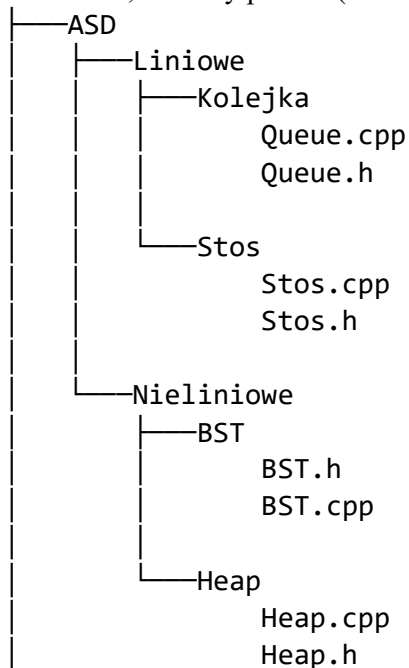 ASD
Liniowe
Kolejka
Queue.cpp
Queue.h
Stos
Stos.cpp
Stos.h
Nieliniowe
BST
BST.h
BST.cpp
Heap
Heap.cpp
Heap.h